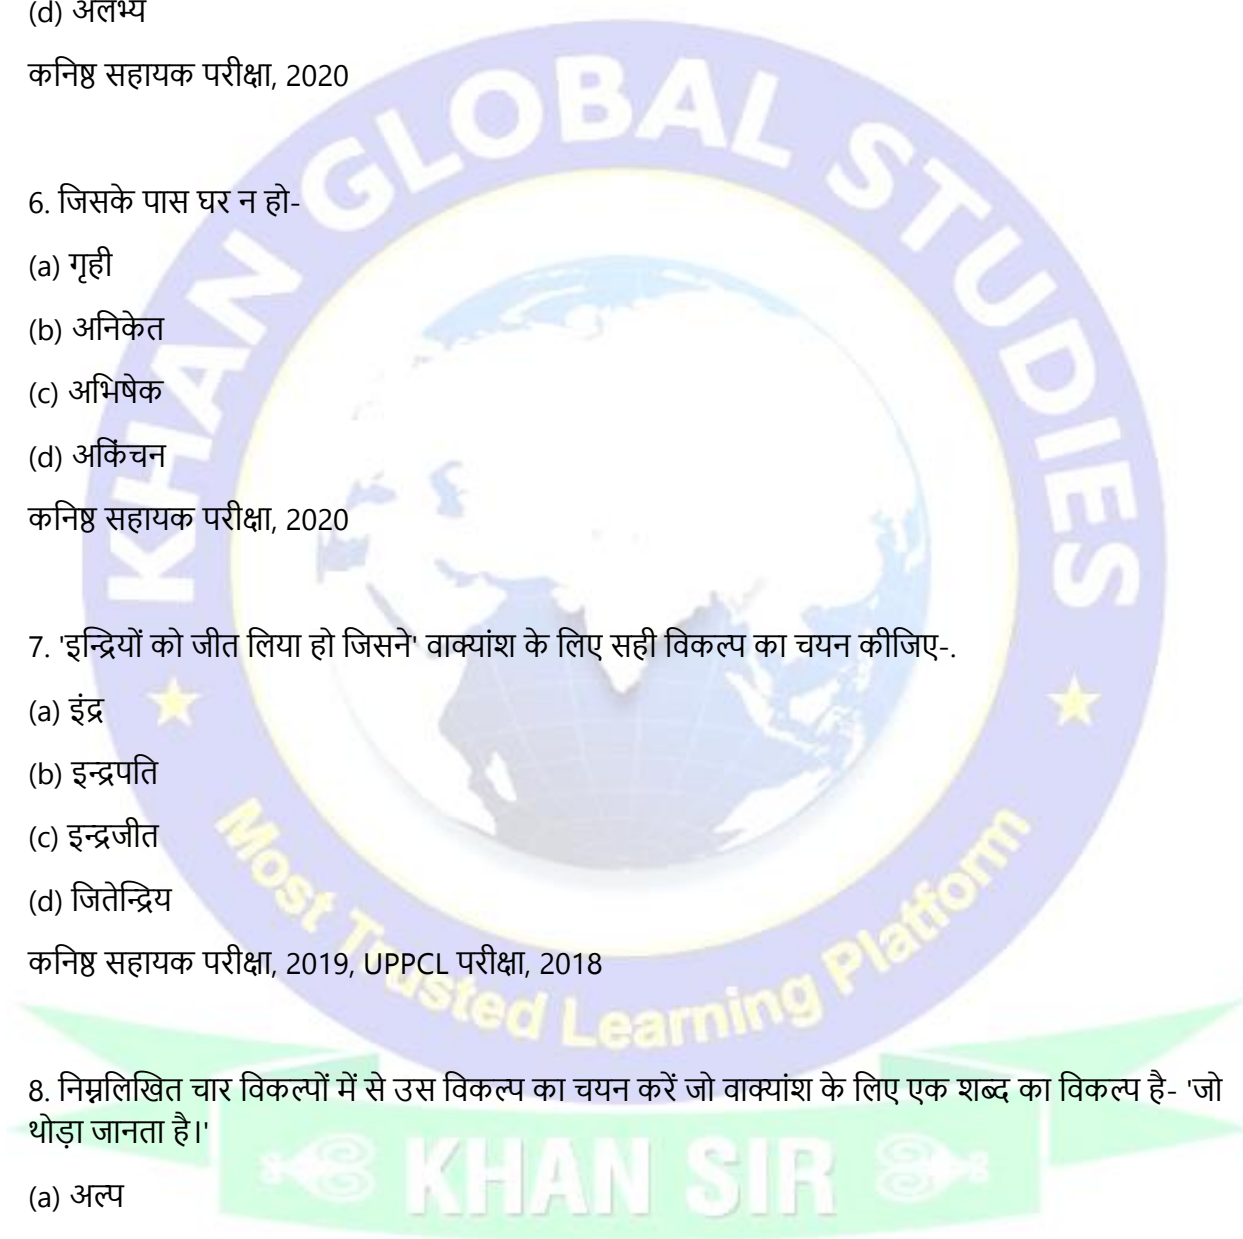 (d) अलभ्य
कनिष्ठ सहायक परीक्षा, 2020
6. जिसके पास घर न हो-
(a) गृही
(b) अनिकेत
(c) अभिषेक
(d) अकिंचन
कनिष्ठ सहायक परीक्षा, 2020
7. 'इन्द्रियों को जीत लिया हो जिसने' वाक्यांश के लिए सही विकल्प का चयन कीजिए-.
(a) इंद्र
(b) इन्द्रपति
(c) इन्द्रजीत
(d) जितेन्द्रिय
कनिष्ठ सहायक परीक्षा, 2019, UPPCL परीक्षा, 2018
8. निम्नलिखित चार विकल्पों में से उस विकल्प का चयन करें जो वाक्यांश के लिए एक शब्द का विकल्प है- 'जो
थोड़ा जानता है।'
(a) अल्प
KHAN GLOBAL STUDIES
Most Trusted Learning Platform
KHAN SIR